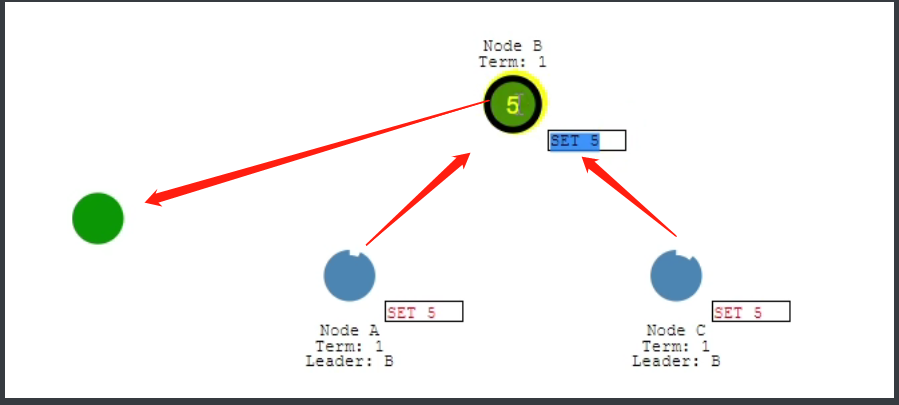 Node B
Term: 1
5
SET 5
SET 5
Node A
Term: 1
Leader: B
SET 5
Node C
Term: 1
Leader: B